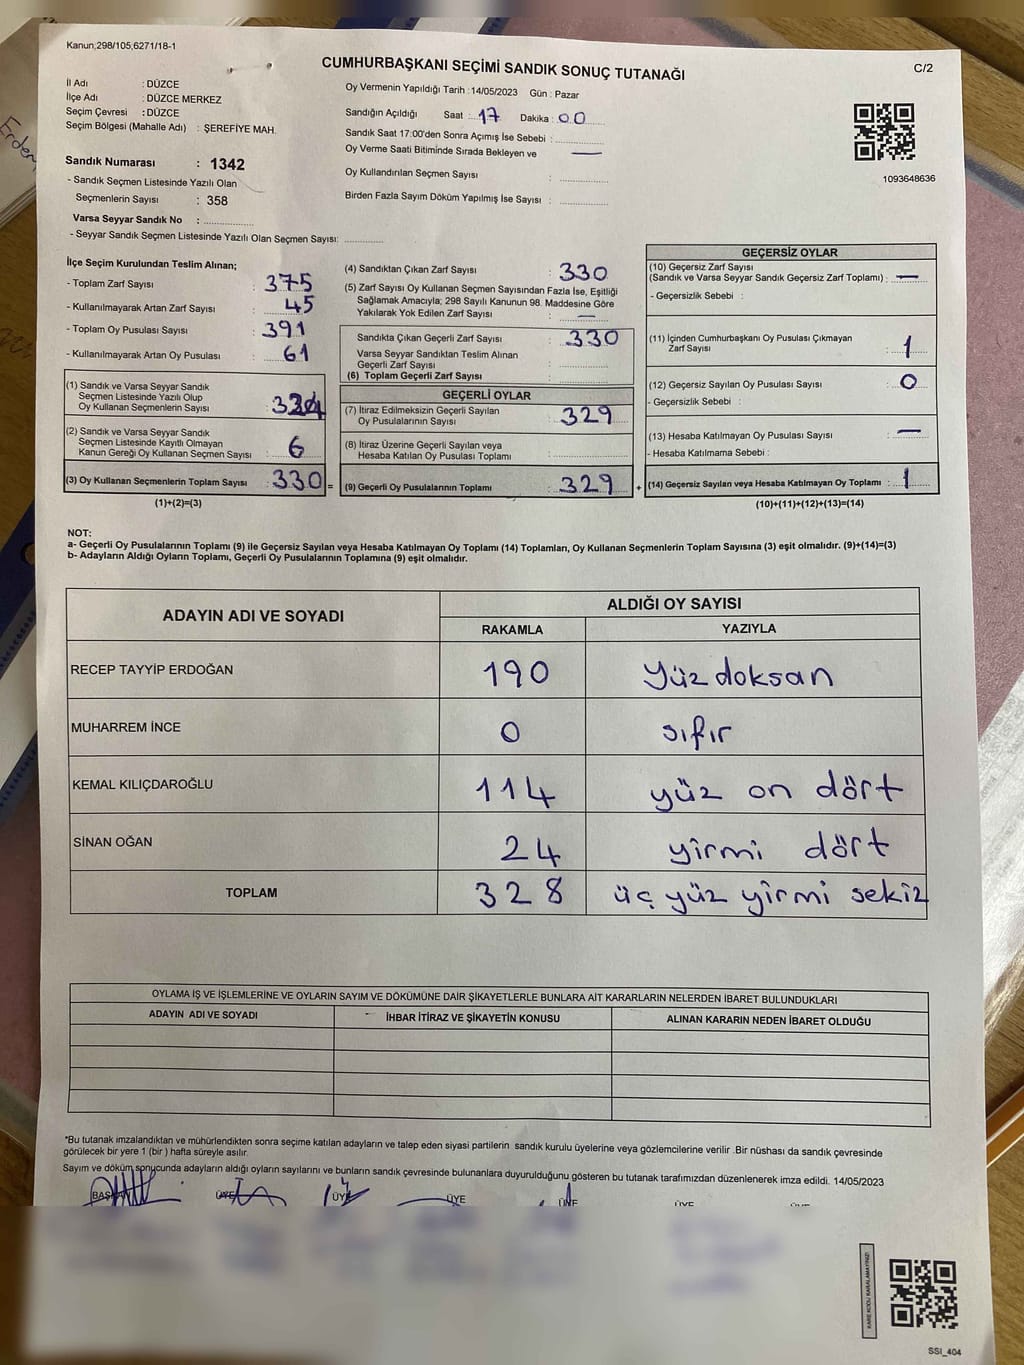 Kanun;298/105,6271/18-1
CUMHURBAŞKANI SEÇİMİ SANDIK SONUÇ TUTANAĞI
C/2
İl Adı : DÜZCE
İlçe Adı : DÜZCE MERKEZ
Seçim Çevresi : DÜZCE
Seçim Bölgesi (Mahalle Adı) : ŞEREFİYE MAH.
Sandık Numarası : 1342
- Sandık Seçmen Listesinde Yazılı Olan
Seçmenlerin Sayısı : 358
Varsa Seyyar Sandık No : ..............
- Seyyar Sandık Seçmen Listesinde Yazılı Olan Seçmen Sayısı: ............
Oy Vermenin Yapıldığı Tarih : 14/05/2023 Gün : Pazar
Sandığın Açıldığı Saat : 17 Dakika : 00
Sandık Saat 17:00'den Sonra Açımış İse Sebebi : ..............
Oy Verme Saati Bitiminde Sırada Bekleyen ve —
Oy Kullandırılan Seçmen Sayısı : ..............
Birden Fazla Sayım Döküm Yapılmış İse Sayısı : ..............
1093648636
İlçe Seçim Kurulundan Teslim Alınan;
- Toplam Zarf Sayısı : 375
- Kullanılmayarak Artan Zarf Sayısı : 45
- Toplam Oy Pusulası Sayısı : 391
- Kullanılmayarak Artan Oy Pusulası : 61
(1) Sandık ve Varsa Seyyar Sandık
Seçmen Listesinde Yazılı Olup
Oy Kullanan Seçmenlerin Sayısı : 324
(2) Sandık ve Varsa Seyyar Sandık
Seçmen Listesinde Kayıtlı Olmayan
Kanun Gereği Oy Kullanan Seçmen Sayısı : 6
(3) Oy Kullanan Seçmenlerin Toplam Sayısı : 330 =
(1)+(2)=(3)
(4) Sandıktan Çıkan Zarf Sayısı : 330
(5) Zarf Sayısı Oy Kullanan Seçmen Sayısından Fazla İse, Eşitliği
Sağlamak Amacıyla; 298 Sayılı Kanunun 98. Maddesine Göre
Yakılarak Yok Edilen Zarf Sayısı : —
Sandıkta Çıkan Geçerli Zarf Sayısı : 330
Varsa Seyyar Sandıktan Teslim Alınan
Geçerli Zarf Sayısı : ..............
(6) Toplam Geçerli Zarf Sayısı : ..............
GEÇERLİ OYLAR
(7) İtiraz Edilmeksizin Geçerli Sayılan
Oy Pusulalarının Sayısı : 329
(8) İtiraz Üzerine Geçerli Sayılan veya
Hesaba Katılan Oy Pusulası Toplamı : ..............
(9) Geçerli Oy Pusulalarının Toplamı : 329 +
GEÇERSİZ OYLAR
(10) Geçersiz Zarf Sayısı
(Sandık ve Varsa Seyyar Sandık Geçersiz Zarf Toplamı) : —
- Geçersizlik Sebebi :
(11) İçinden Cumhurbaşkanı Oy Pusulası Çıkmayan
Zarf Sayısı : 1
(12) Geçersiz Sayılan Oy Pusulası Sayısı : 0
- Geçersizlik Sebebi :
(13) Hesaba Katılmayan Oy Pusulası Sayısı : —
- Hesaba Katılmama Sebebi :
(14) Geçersiz Sayılan veya Hesaba Katılmayan Oy Toplamı : 1
(10)+(11)+(12)+(13)=(14)
NOT:
a- Geçerli Oy Pusulalarının Toplamı (9) ile Geçersiz Sayılan veya Hesaba Katılmayan Oy Toplamı (14) Toplamları, Oy Kullanan Seçmenlerin Toplam Sayısına (3) eşit olmalıdır. (9)+(14)=(3)
b- Adayların Aldığı Oyların Toplamı, Geçerli Oy Pusulalarının Toplamına (9) eşit olmalıdır.
ADAYIN ADI VE SOYADI
ALDIĞI OY SAYISI
RAKAMLA YAZIYLA
RECEP TAYYİP ERDOĞAN 190 Yüz doksan
MUHARREM İNCE 0 sıfır
KEMAL KILIÇDAROĞLU 114 yüz on dört
SİNAN OĞAN 24 yirmi dört
TOPLAM 328 üç yüz yirmi sekiz
OYLAMA İŞ VE İŞLEMLERİNE VE OYLARIN SAYIM VE DÖKÜMÜNE DAİR ŞİKAYETLERLE BUNLARA AİT KARARLARIN NELERDEN İBARET BULUNDUKLARI
ADAYIN ADI VE SOYADI İHBAR İTİRAZ VE ŞİKAYETİN KONUSU ALINAN KARARIN NEDEN İBARET OLDUĞU
*Bu tutanak imzalandıktan ve mühürlendikten sonra seçime katılan adayların ve talep eden siyasi partilerin sandık kurulu üyelerine veya gözlemcilerine verilir .Bir nüshası da sandık çevresinde
görülecek bir yere 1 (bir ) hafta süreyle asılır.
Sayım ve döküm sonucunda adayların aldığı oyların sayılarını ve bunların sandık çevresinde bulunanlara duyurulduğunu gösteren bu tutanak tarafımızdan düzenlenerek imza edildi. 14/05/2023
BAŞKAN ÜYE ÜYE ÜYE ÜYE ÜYE ÜYE
KARE KODU KARALAMAYINIZ!
SSI_404
Erdem